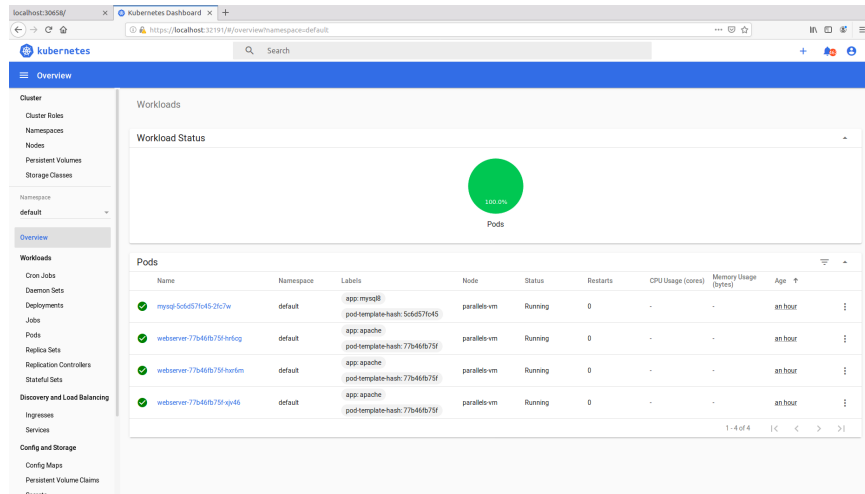 localhost:30658/ × Kubernetes Dashboard × +
https://localhost:32191/#/overview?namespace=default
kubernetes Search
Overview
Cluster
Cluster Roles
Namespaces
Nodes
Persistent Volumes
Storage Classes
Namespace
default
Overview
Workloads
Cron Jobs
Daemon Sets
Deployments
Jobs
Pods
Replica Sets
Replication Controllers
Stateful Sets
Discovery and Load Balancing
Ingresses
Services
Config and Storage
Config Maps
Persistent Volume Claims
Workloads
Workload Status
100.0%
Pods
Pods
Name Namespace Labels Node Status Restarts CPU Usage (cores) Memory Usage (bytes) Age
mysql-5c6d57fc45-2fc7w default app: mysql8 pod-template-hash: 5c6d57fc45 parallels-vm Running 0 - - an hour
webserver-77b46fb75f-hr6cg default app: apache pod-template-hash: 77b46fb75f parallels-vm Running 0 - - an hour
webserver-77b46fb75f-hxr6m default app: apache pod-template-hash: 77b46fb75f parallels-vm Running 0 - - an hour
webserver-77b46fb75f-xjv46 default app: apache pod-template-hash: 77b46fb75f parallels-vm Running 0 - - an hour
1 - 4 of 4